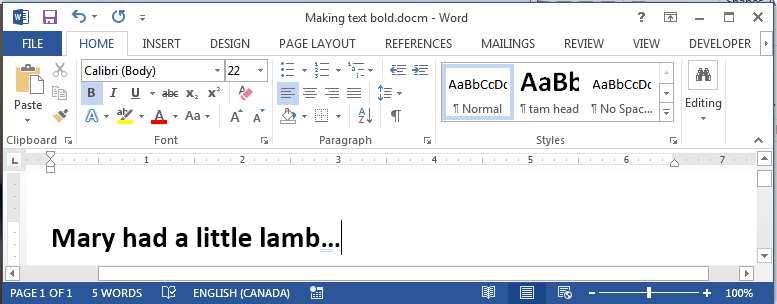 Making text bold.docm - Word
FILE HOME INSERT DESIGN PAGE LAYOUT REFERENCES MAILINGS REVIEW VIEW DEVELOPER
Calibri (Body) 22
AaBbCcDc AaBb AaBbCcDc
Paste
B I U abc x₂ x²
¶ Normal ¶ tam head ¶ No Spac...
Editing
A aby A Aa A A
Clipboard Font Paragraph Styles
L 1 2 3 4 5 6 7
Mary had a little lamb...
PAGE 1 OF 1 5 WORDS ENGLISH (CANADA) 100%